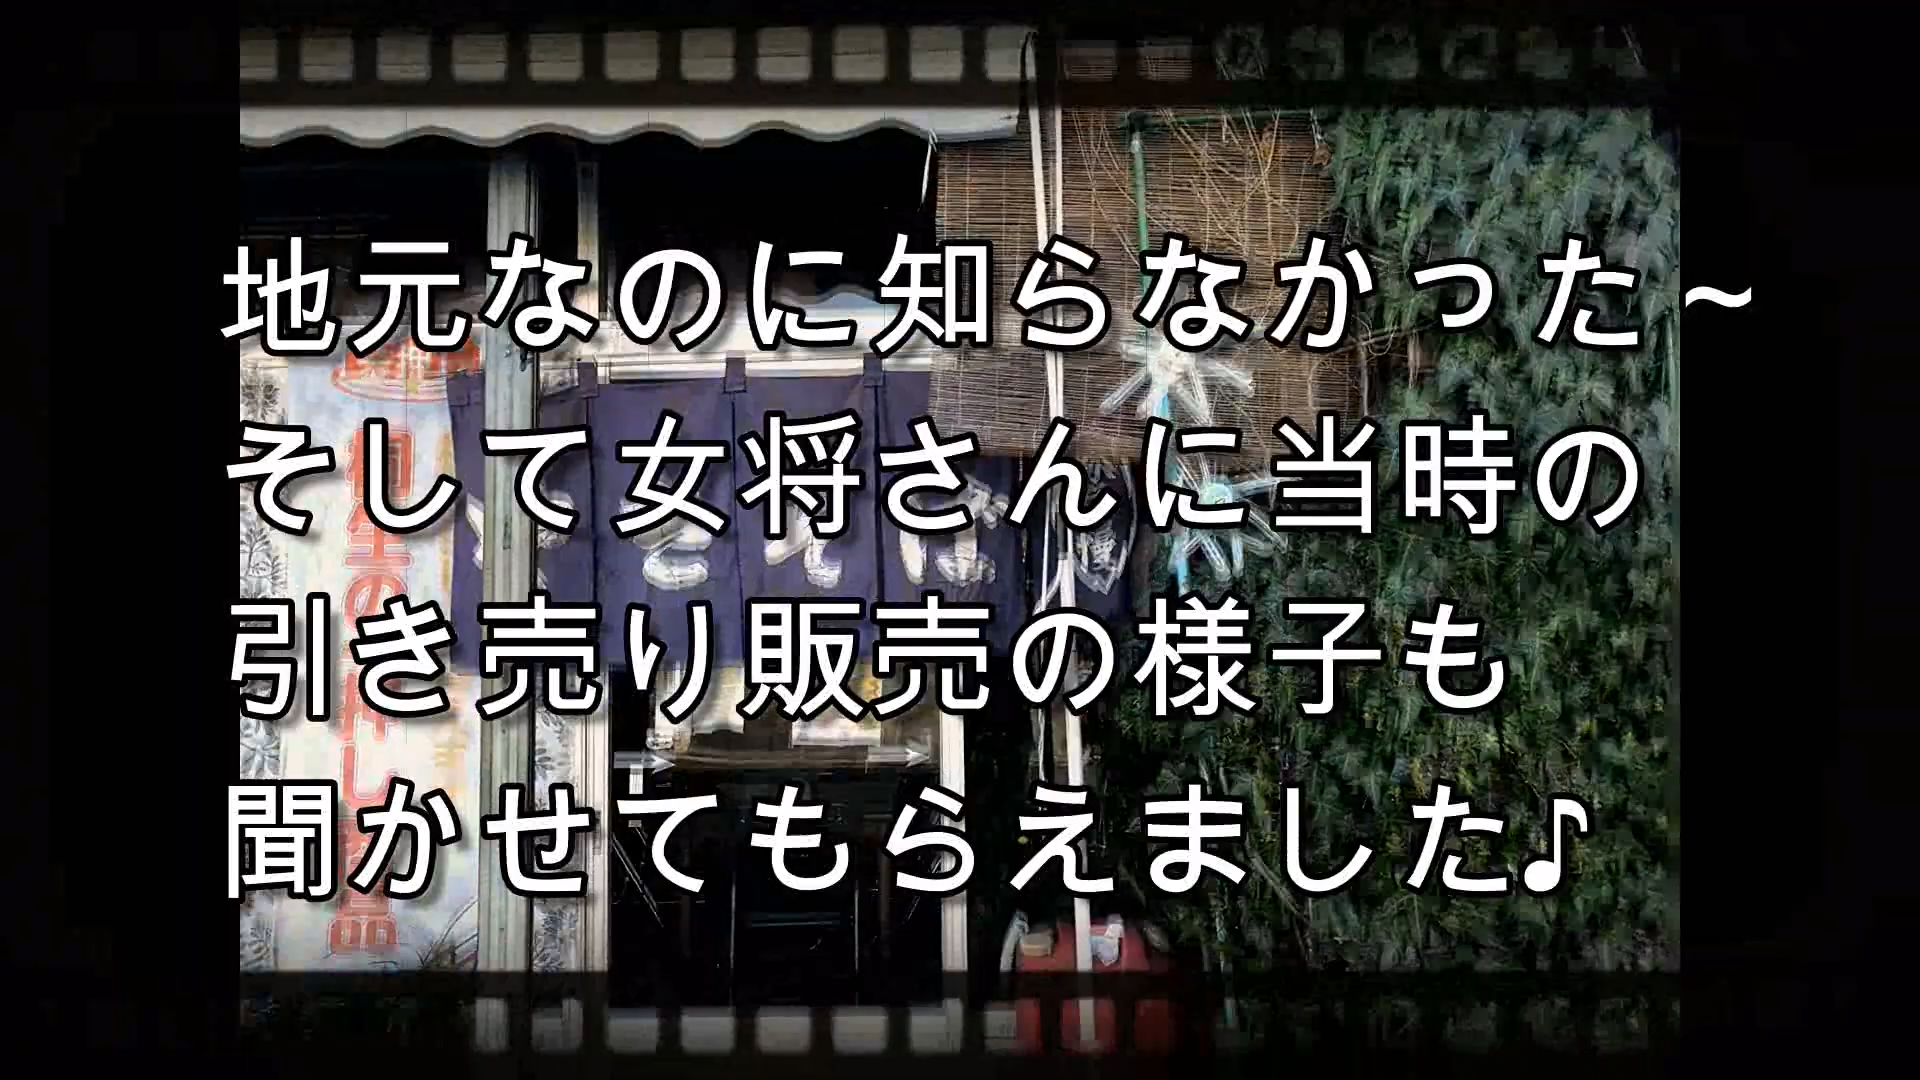 地元なのに知らなかった～
そして女将さんに当時の
引き売り販売の様子も
聞かせてもらえました♪